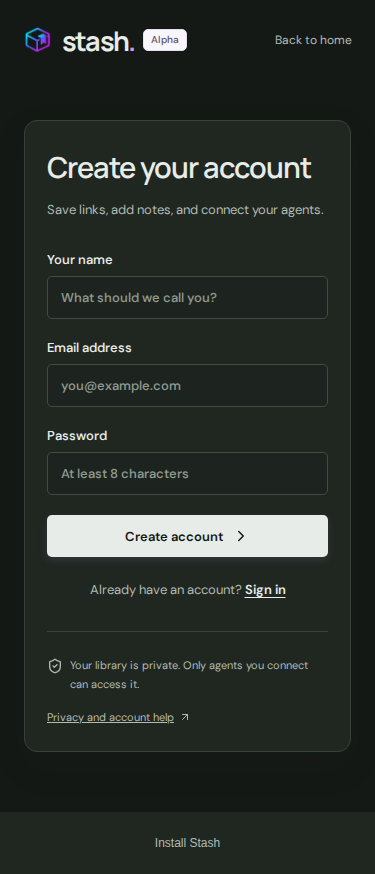 stash.
Alpha
Back to home
Create your account
Save links, add notes, and connect your agents.
Your name
What should we call you?
Email address
you@example.com
Password
At least 8 characters
Create account
Already have an account? Sign in
Your library is private. Only agents you connect
can access it.
Privacy and account help
Install Stash